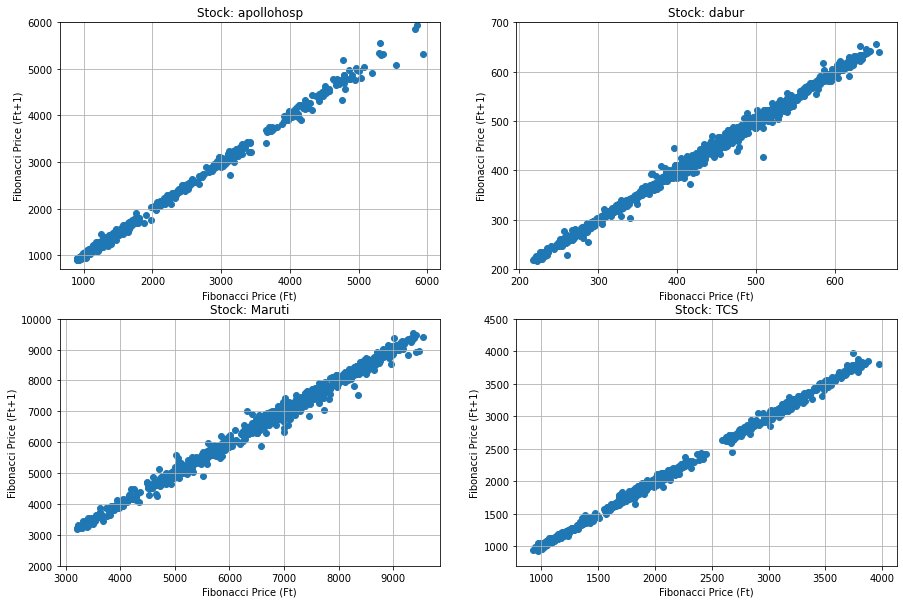 Stock: apollohosp
Fibonacci Price (Ft+1)
6000
5000
4000
3000
2000
1000
1000 2000 3000 4000 5000 6000
Fibonacci Price (Ft)
Stock: dabur
Fibonacci Price (Ft+1)
700
600
500
400
300
200
200 300 400 500 600
Fibonacci Price (Ft)
Stock: Maruti
Fibonacci Price (Ft+1)
10000
9000
8000
7000
6000
5000
4000
3000
2000
3000 4000 5000 6000 7000 8000 9000
Fibonacci Price (Ft)
Stock: TCS
Fibonacci Price (Ft+1)
4500
4000
3500
3000
2500
2000
1500
1000
1000 1500 2000 2500 3000 3500 4000
Fibonacci Price (Ft)